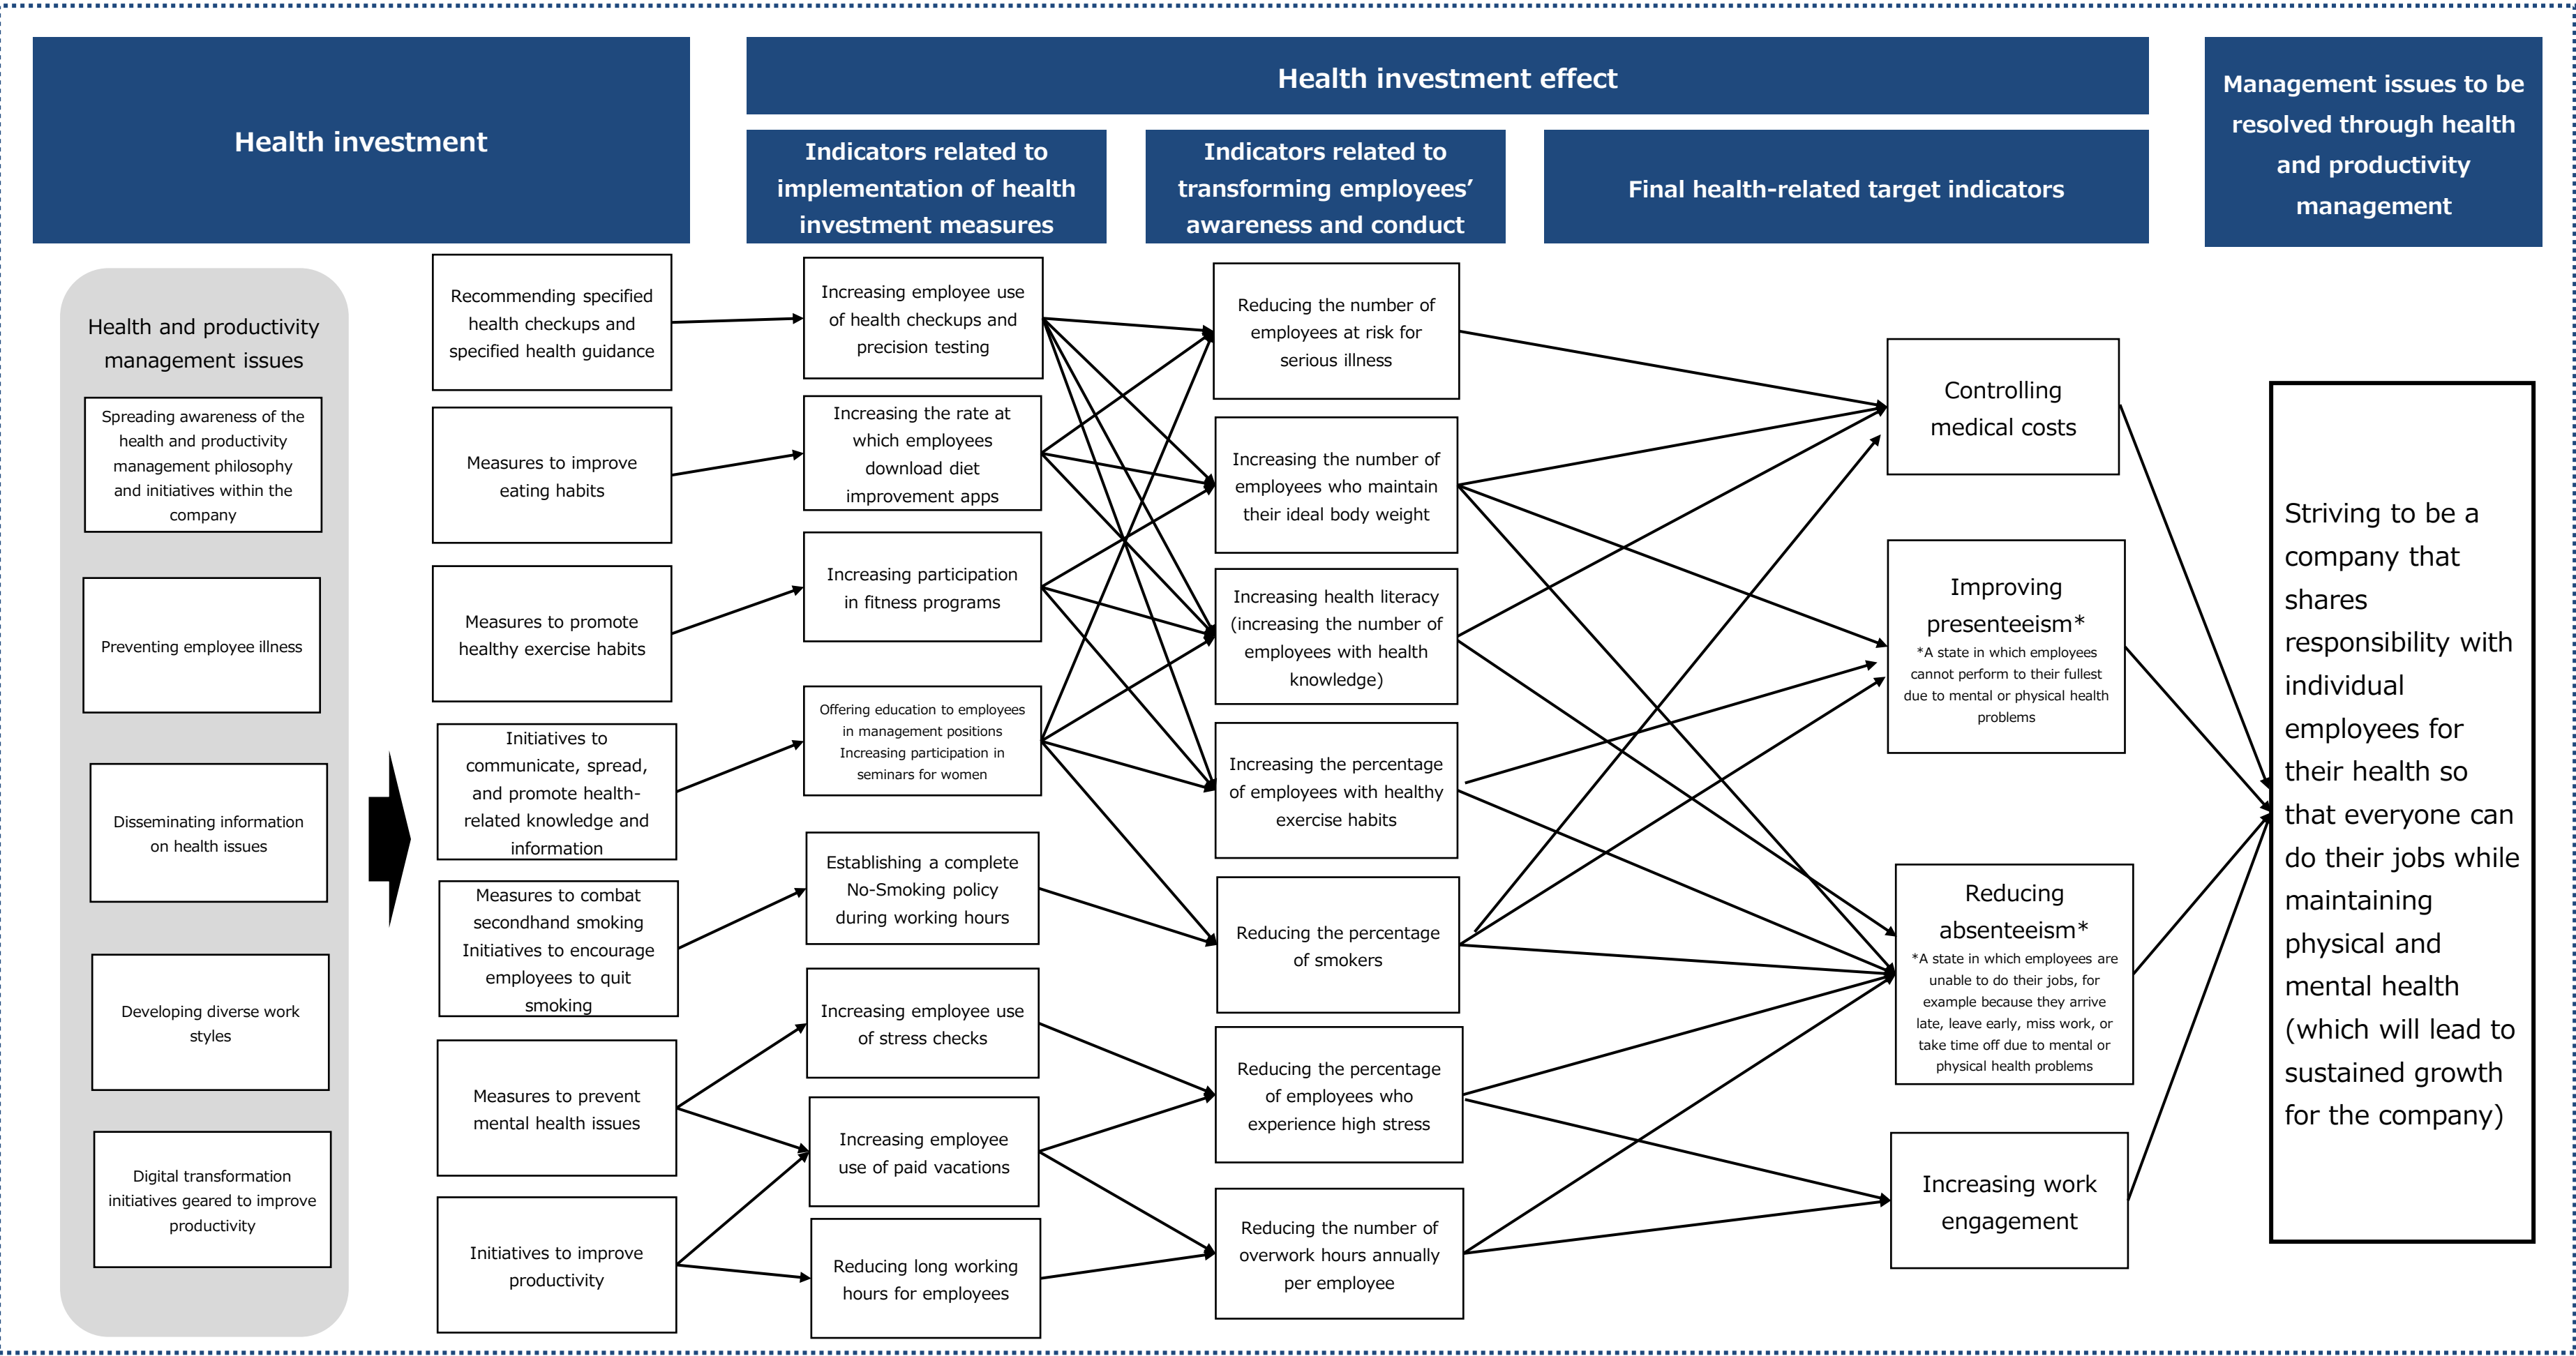 Health investment
Health investment effect
Management issues to be
resolved through health
and productivity
management
Indicators related to
implementation of health
investment measures
Indicators related to
transforming employees’
awareness and conduct
Final health-related target indicators
Health and productivity
management issues
Spreading awareness of the
health and productivity
management philosophy
and initiatives within the
company
Preventing employee illness
Disseminating information
on health issues
Developing diverse work
styles
Digital transformation
initiatives geared to improve
productivity
Recommending specified
health checkups and
specified health guidance
Measures to improve
eating habits
Measures to promote
healthy exercise habits
Initiatives to
communicate, spread,
and promote health-
related knowledge and
information
Measures to combat
secondhand smoking
Initiatives to encourage
employees to quit
smoking
Measures to prevent
mental health issues
Initiatives to improve
productivity
Increasing employee use
of health checkups and
precision testing
Increasing the rate at
which employees
download diet
improvement apps
Increasing participation
in fitness programs
Offering education to employees
in management positions
Increasing participation in
seminars for women
Establishing a complete
No-Smoking policy
during working hours
Increasing employee use
of stress checks
Increasing employee
use of paid vacations
Reducing long working
hours for employees
Reducing the number of
employees at risk for
serious illness
Increasing the number of
employees who maintain
their ideal body weight
Increasing health literacy
(increasing the number of
employees with health
knowledge)
Increasing the percentage
of employees with healthy
exercise habits
Reducing the percentage
of smokers
Reducing the percentage
of employees who
experience high stress
Reducing the number of
overwork hours annually
per employee
Controlling
medical costs
Improving
presenteeism*
*A state in which employees
cannot perform to their fullest
due to mental or physical health
problems
Reducing
absenteeism*
*A state in which employees are
unable to do their jobs, for
example because they arrive
late, leave early, miss work, or
take time off due to mental or
physical health problems
Increasing work
engagement
Striving to be a
company that
shares
responsibility with
individual
employees for
their health so
that everyone can
do their jobs while
maintaining
physical and
mental health
(which will lead to
sustained growth
for the company)